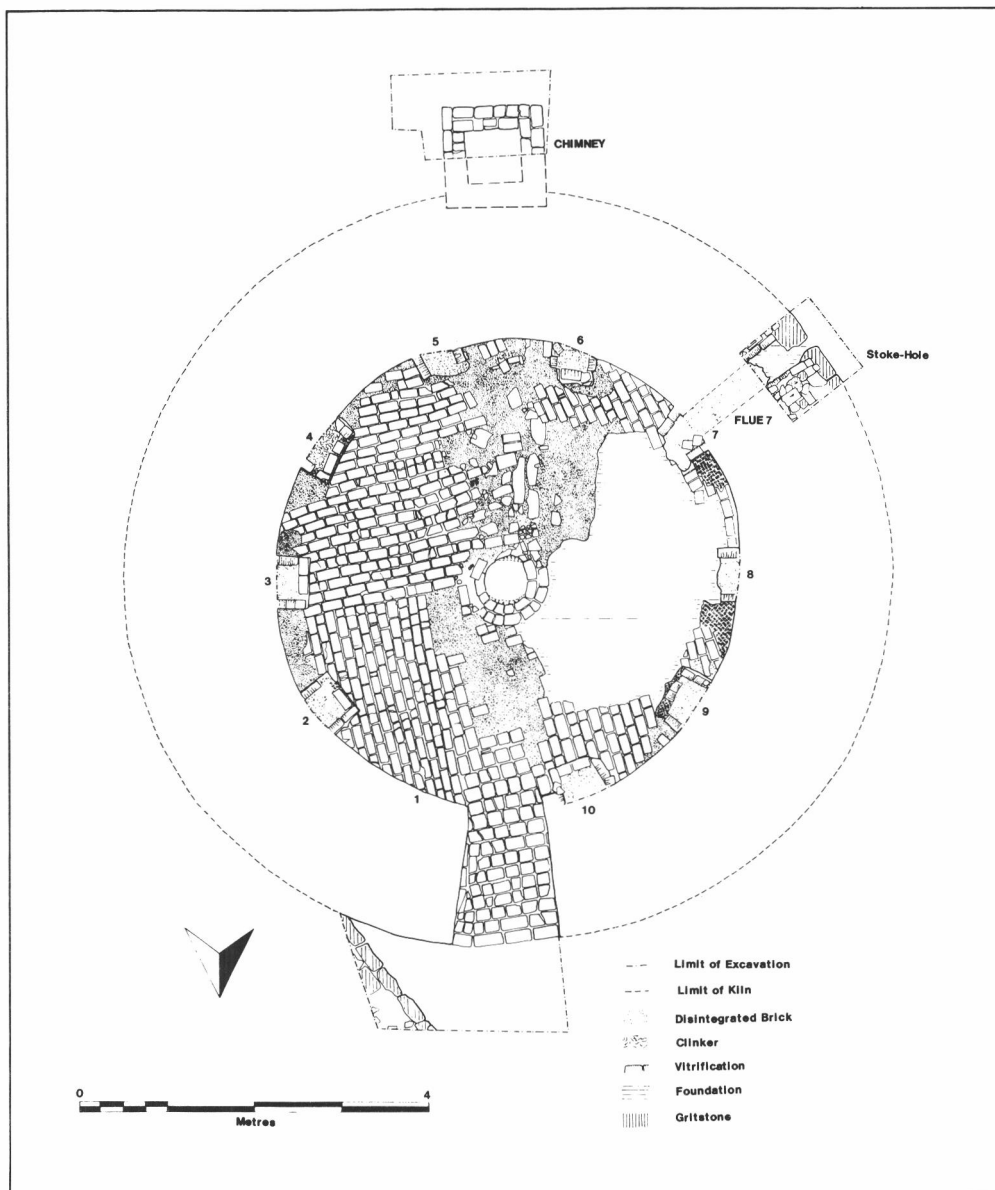 CHIMNEY
5
6
Stoke-Hole
4
FLUE 7
7
3
8
2
9
1
10
Limit of Excavation
Limit of Kiln
Disintegrated Brick
Clinker
Vitrification
Foundation
Gritstone
0
4
Metres